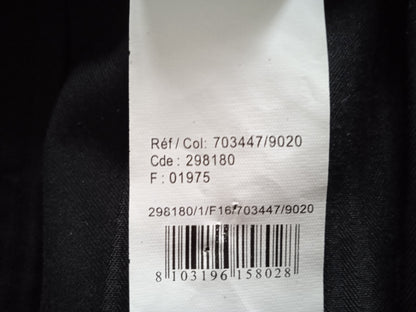 Réf / Col: 703447/9020
Cde : 298180
F : 01975
298180/1/F16/703447/9020
8 103196 158028